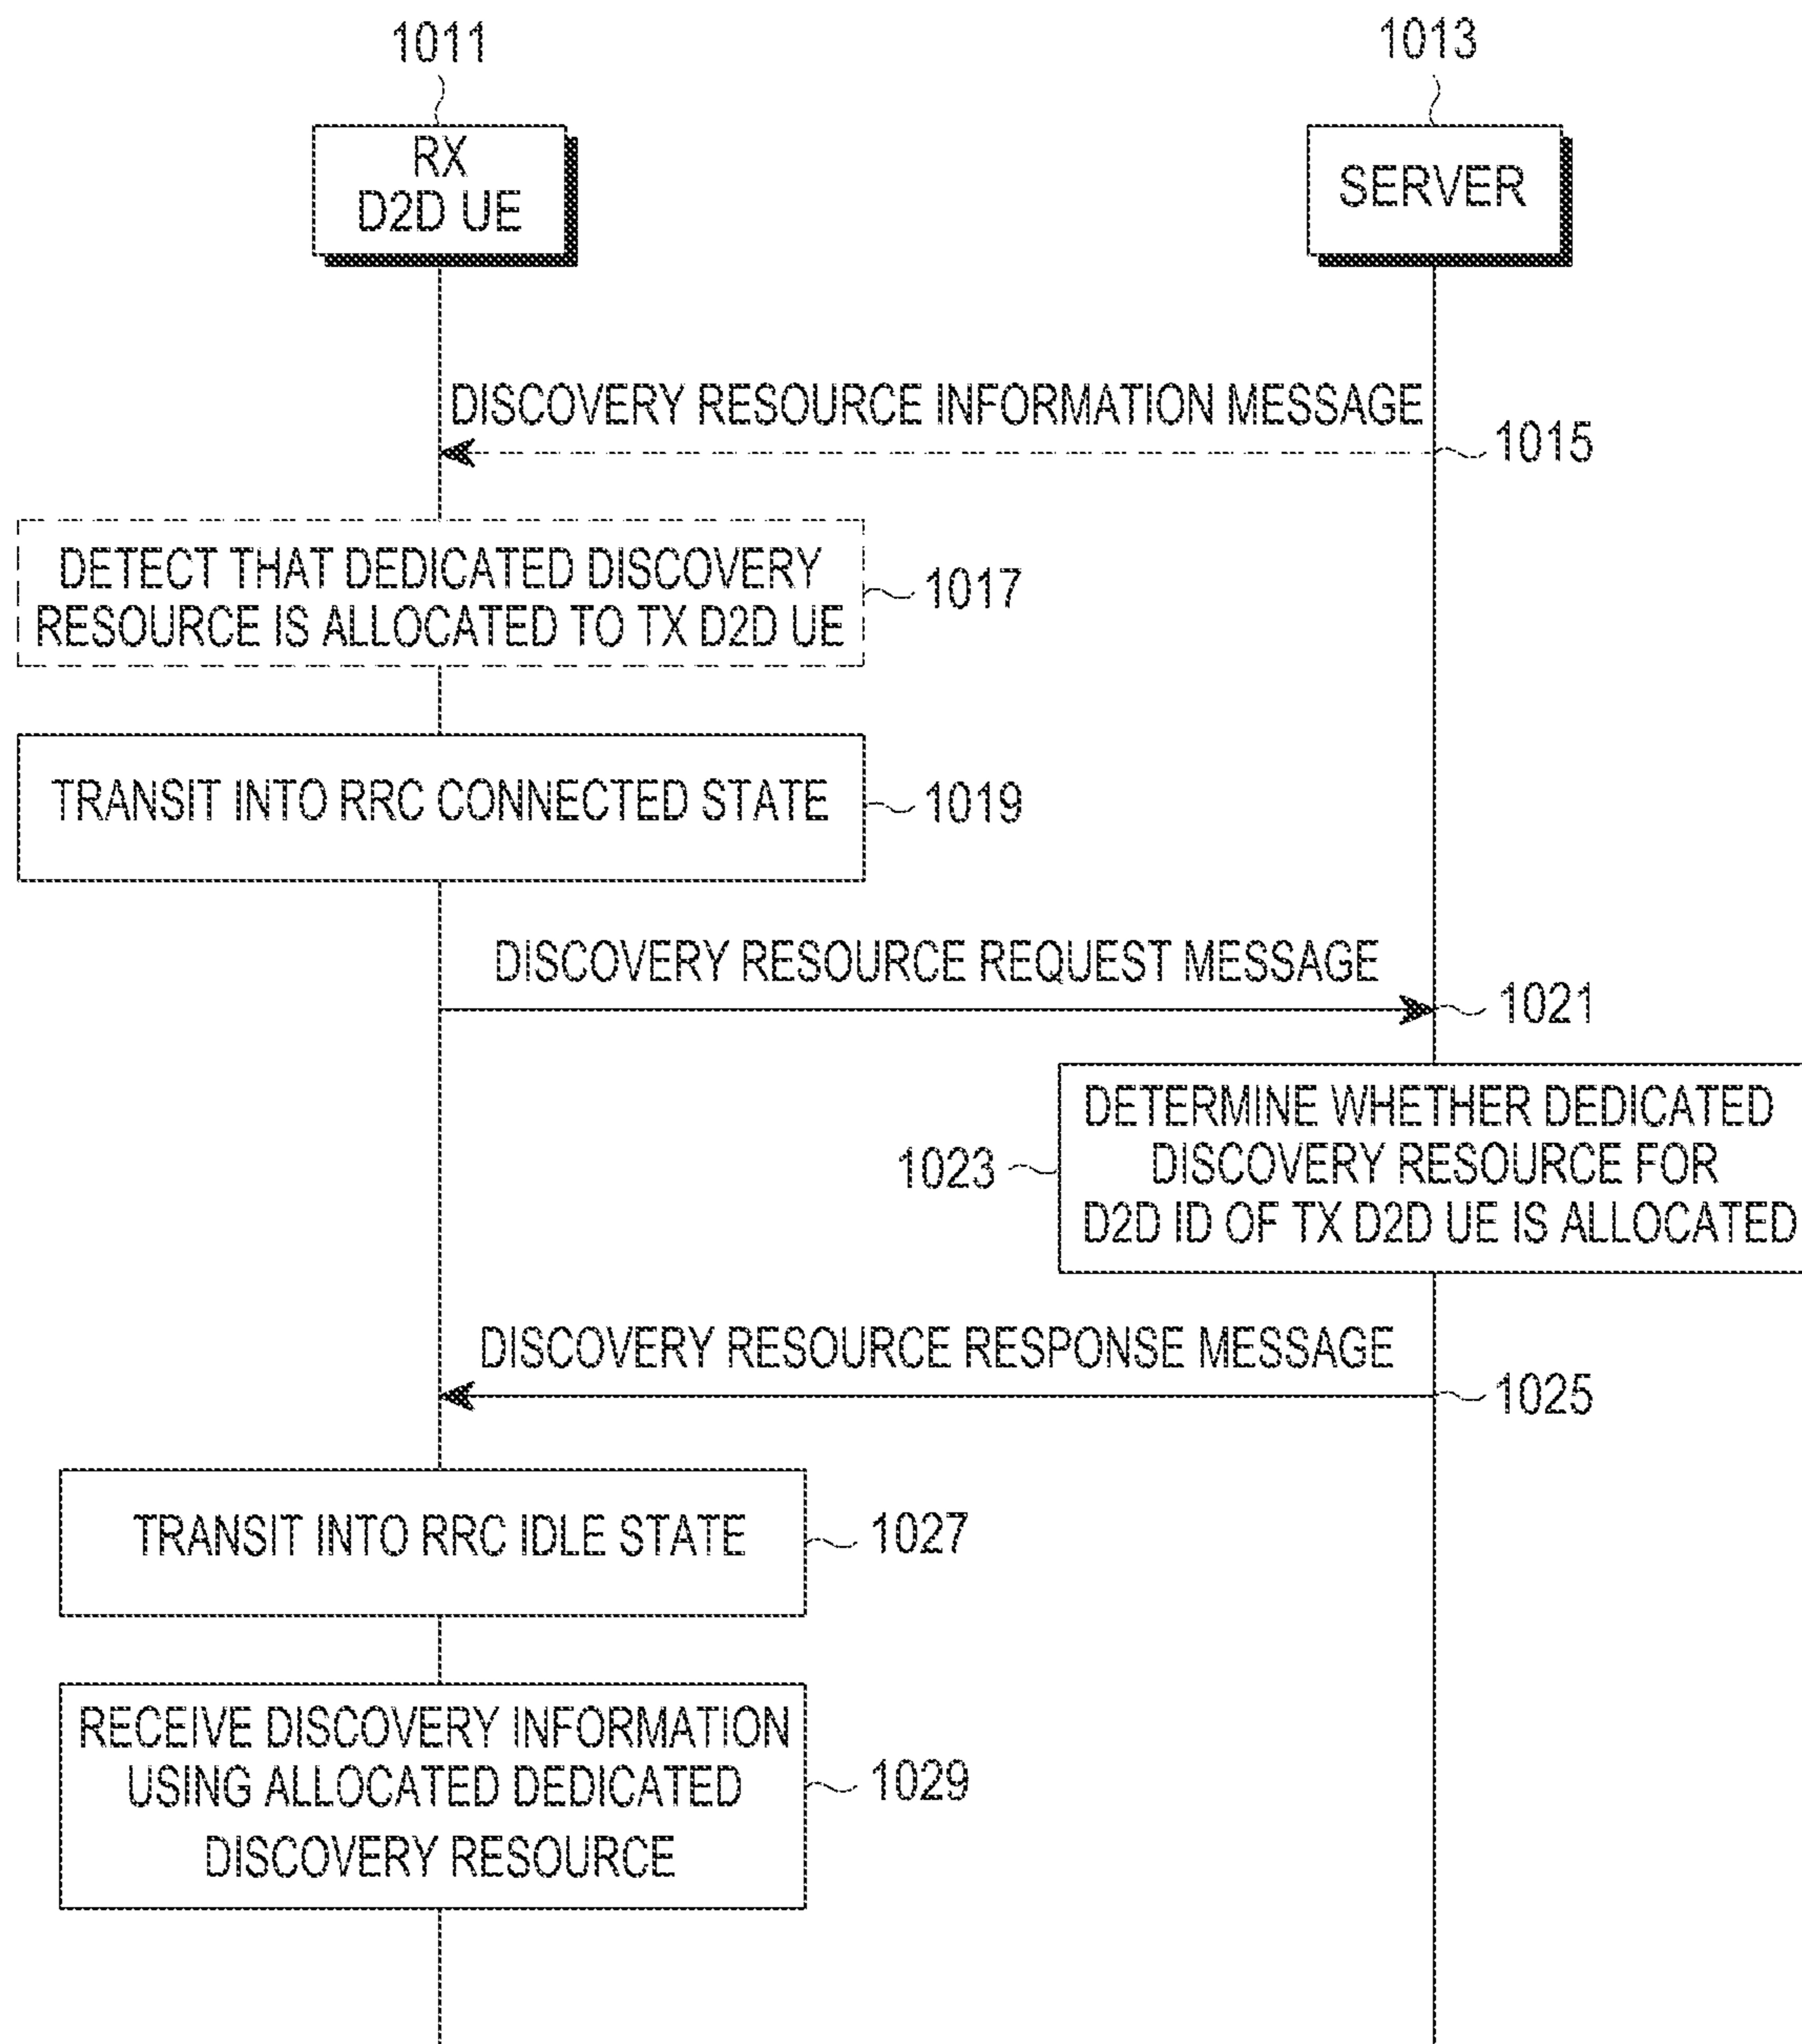 1011
1013
RX
D2D UE
SERVER
DISCOVERY RESOURCE INFORMATION MESSAGE
1015
DETECT THAT DEDICATED DISCOVERY
RESOURCE IS ALLOCATED TO TX D2D UE
1017
TRANSIT INTO RRC CONNECTED STATE
1019
DISCOVERY RESOURCE REQUEST MESSAGE
1021
DETERMINE WHETHER DEDICATED
DISCOVERY RESOURCE FOR
D2D ID OF TX D2D UE IS ALLOCATED
1023
DISCOVERY RESOURCE RESPONSE MESSAGE
1025
TRANSIT INTO RRC IDLE STATE
1027
RECEIVE DISCOVERY INFORMATION
USING ALLOCATED DEDICATED
DISCOVERY RESOURCE
1029